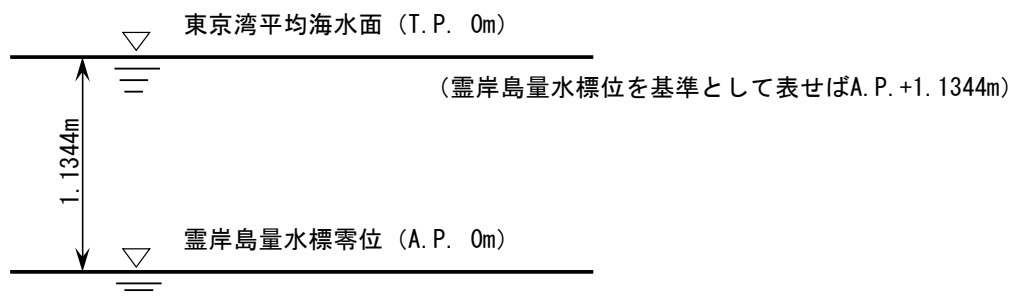 東京湾平均海水面（T.P. 0m）
（霊岸島量水標位を基準として表せばA.P.+1.1344m）
1.1344m
霊岸島量水標零位（A.P. 0m）